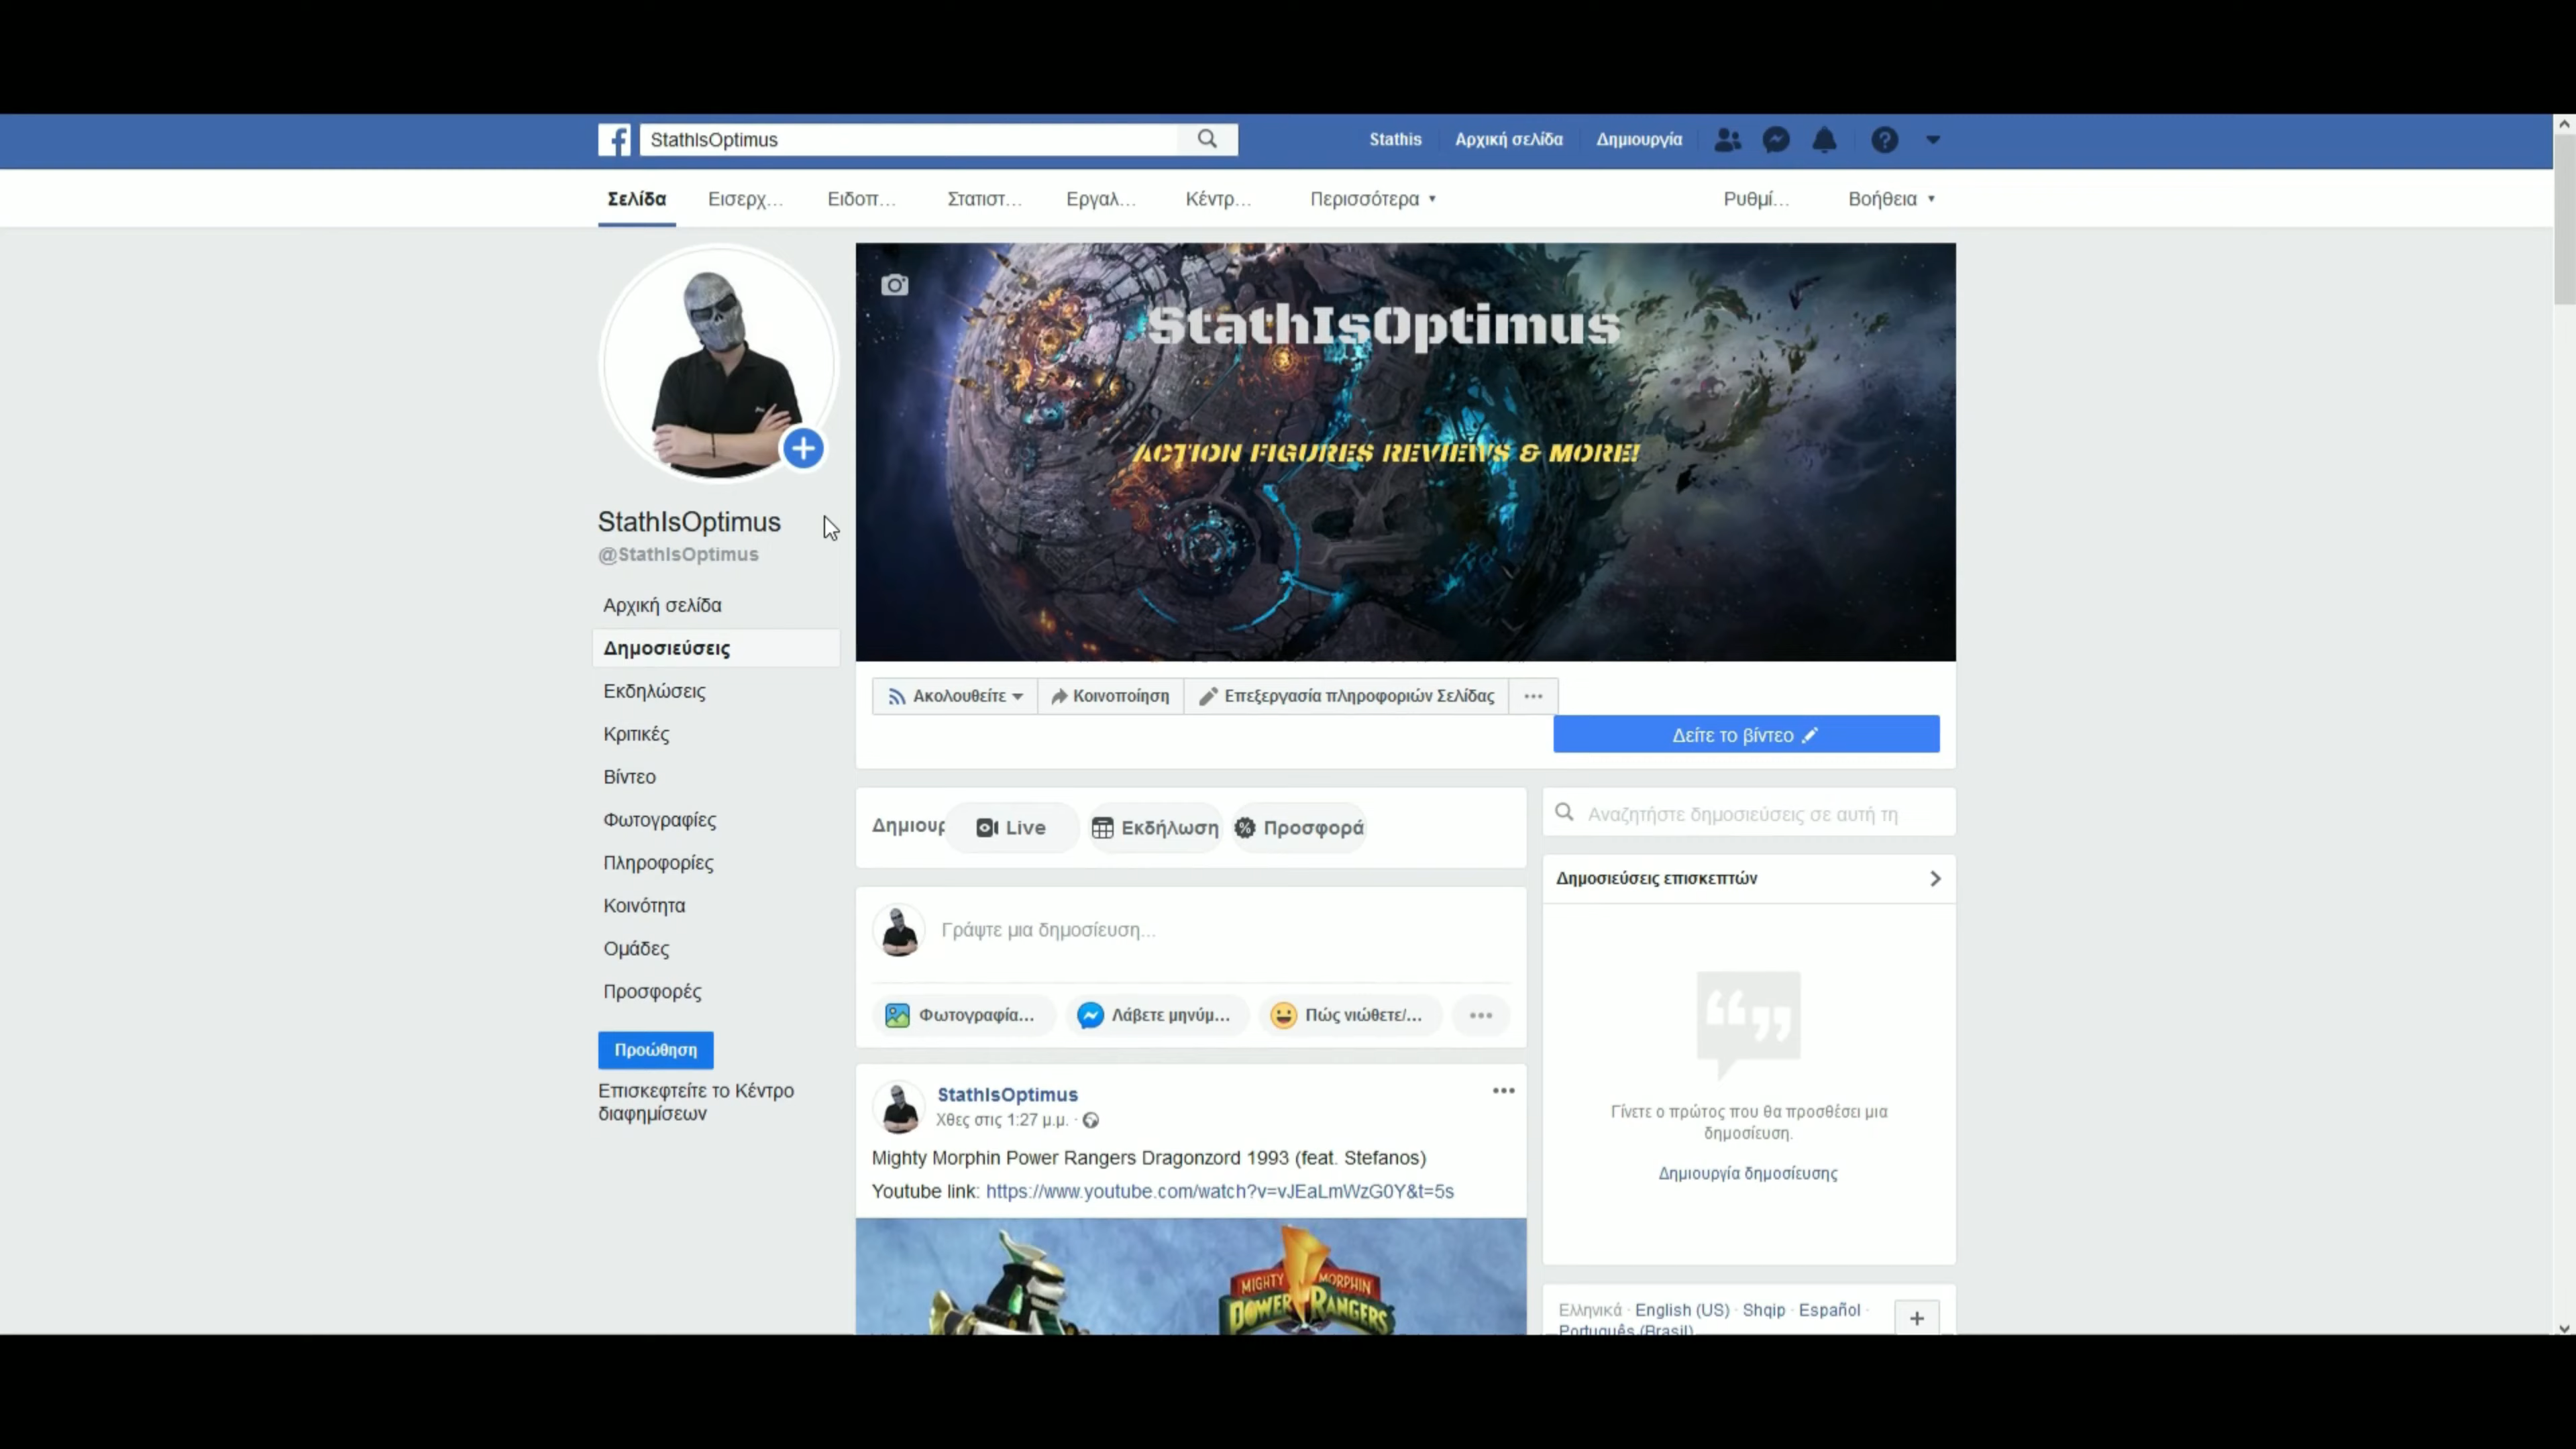 StathIsOptimus
Stathis
Αρχική σελίδα
Δημιουργία
Σελίδα
Εισερχ...
Ειδοπ...
Στατιστ...
Εργαλ...
Κέντρ...
Περισσότερα
Ρυθμί...
Βοήθεια
StathIsOptimus
ACTION FIGURES REVIEWS & MORE!
StathIsOptimus
@StathIsOptimus
Αρχική σελίδα
Δημοσιεύσεις
Εκδηλώσεις
Κριτικές
Βίντεο
Φωτογραφίες
Πληροφορίες
Κοινότητα
Ομάδες
Προσφορές
Προώθηση
Επισκεφτείτε το Κέντρο
διαφημίσεων
Ακολουθείτε
Κοινοποίηση
Επεξεργασία πληροφοριών Σελίδας
Δείτε το βίντεο
Δημιουρ
Live
Εκδήλωση
Προσφορά
Γράψτε μια δημοσίευση...
Φωτογραφία...
Λάβετε μηνύμ...
Πώς νιώθετε/...
StathIsOptimus
Χθες στις 1:27 μ.μ. ·
Mighty Morphin Power Rangers Dragonzord 1993 (feat. Stefanos)
Youtube link: https://www.youtube.com/watch?v=vJEaLmWzG0Y&t=5s
MIGHTY MORPHIN
POWER RANGERS
Αναζητήστε δημοσιεύσεις σε αυτή τη
Δημοσιεύσεις επισκεπτών
Γίνετε ο πρώτος που θα προσθέσει μια
δημοσίευση.
Δημιουργία δημοσίευσης
Ελληνικά · English (US) · Shqip · Español ·
Português (Brasil)